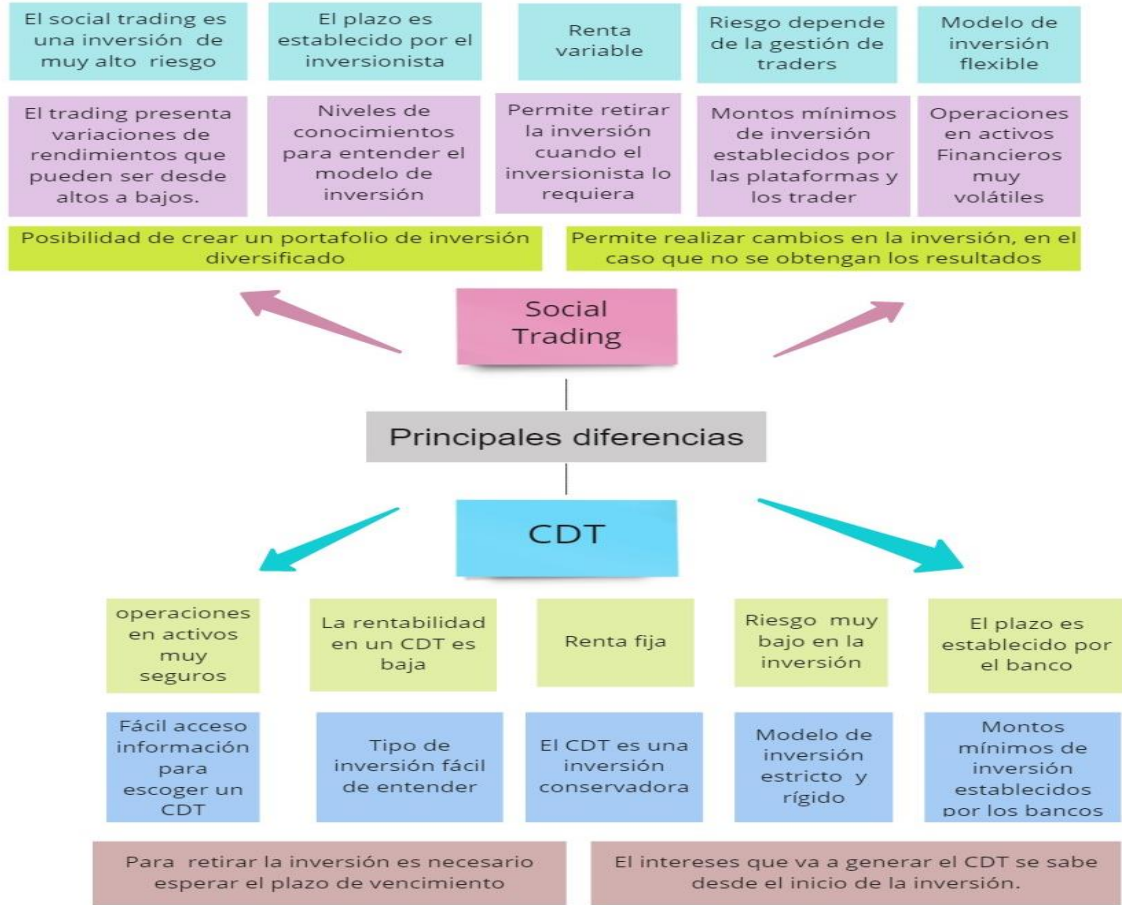 El social trading es
una inversión de
muy alto riesgo
El plazo es
establecido por el
inversionista
Renta
variable
Riesgo depende
de la gestión de
traders
Modelo de
inversión
flexible
El trading presenta
variaciones de
rendimientos que
pueden ser desde
altos a bajos.
Niveles de
conocimientos
para entender el
modelo de
inversión
Permite retirar
la inversión
cuando el
inversionista lo
requiera
Montos mínimos
de inversión
establecidos por
las plataformas y
los trader
Operaciones
en activos
Financieros
muy
volátiles
Posibilidad de crear un portafolio de inversión
diversificado
Permite realizar cambios en la inversión, en el
caso que no se obtengan los resultados
Social
Trading
Principales diferencias
CDT
operaciones
en activos
muy
seguros
La rentabilidad
en un CDT es
baja
Renta fija
Riesgo muy
bajo en la
inversión
El plazo es
establecido por
el banco
Fácil acceso
información
para
escoger un
CDT
Tipo de
inversión fácil
de entender
El CDT es una
inversión
conservadora
Modelo de
inversión
estricto y
rígido
Montos
mínimos de
inversión
establecidos
por los bancos
Para retirar la inversión es necesario
esperar el plazo de vencimiento
El intereses que va a generar el CDT se sabe
desde el inicio de la inversión.